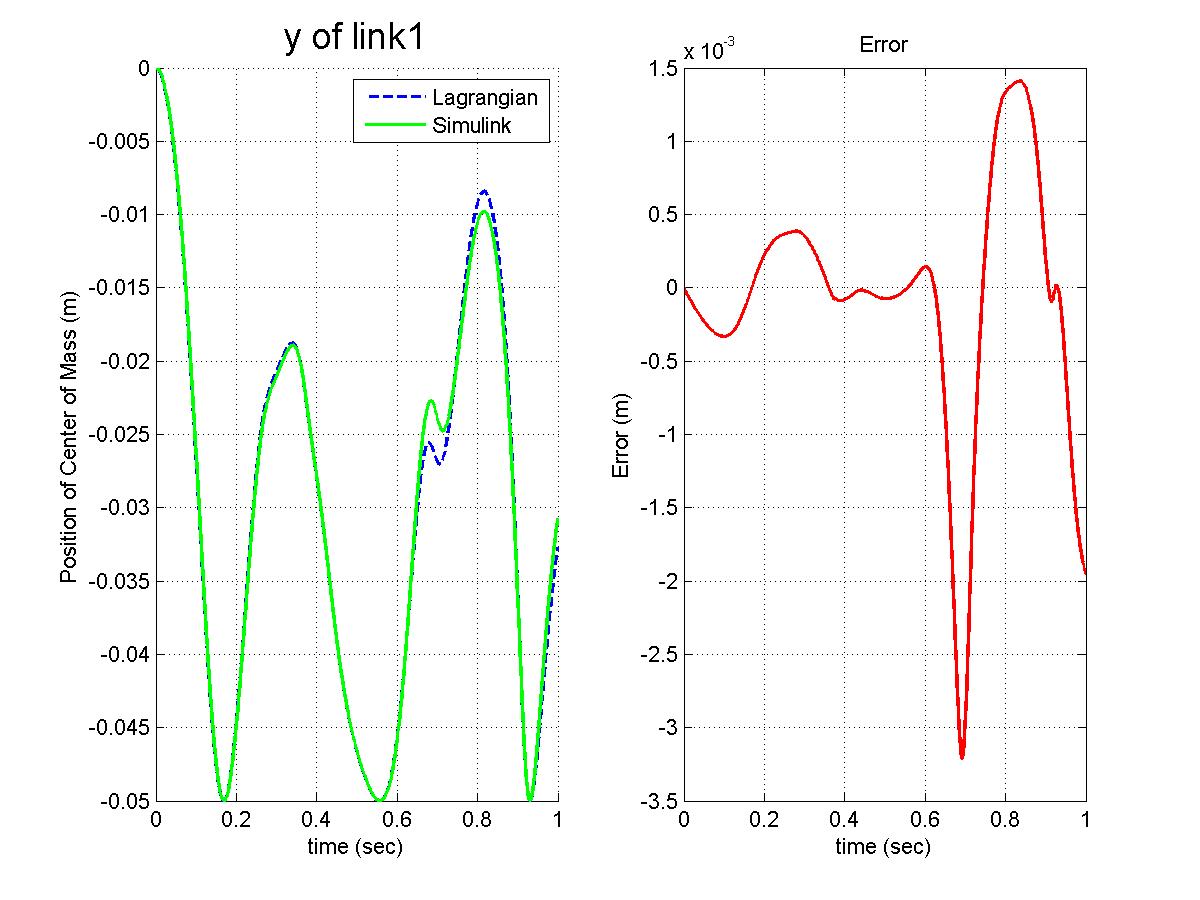 y of link1
Lagrangian
Simulink
Position of Center of Mass (m)
0
-0.005
-0.01
-0.015
-0.02
-0.025
-0.03
-0.035
-0.04
-0.045
-0.05
0 0.2 0.4 0.6 0.8 1
time (sec)
Error
x 10^-3
Error (m)
1.5
1
0.5
0
-0.5
-1
-1.5
-2
-2.5
-3
-3.5
0 0.2 0.4 0.6 0.8 1
time (sec)